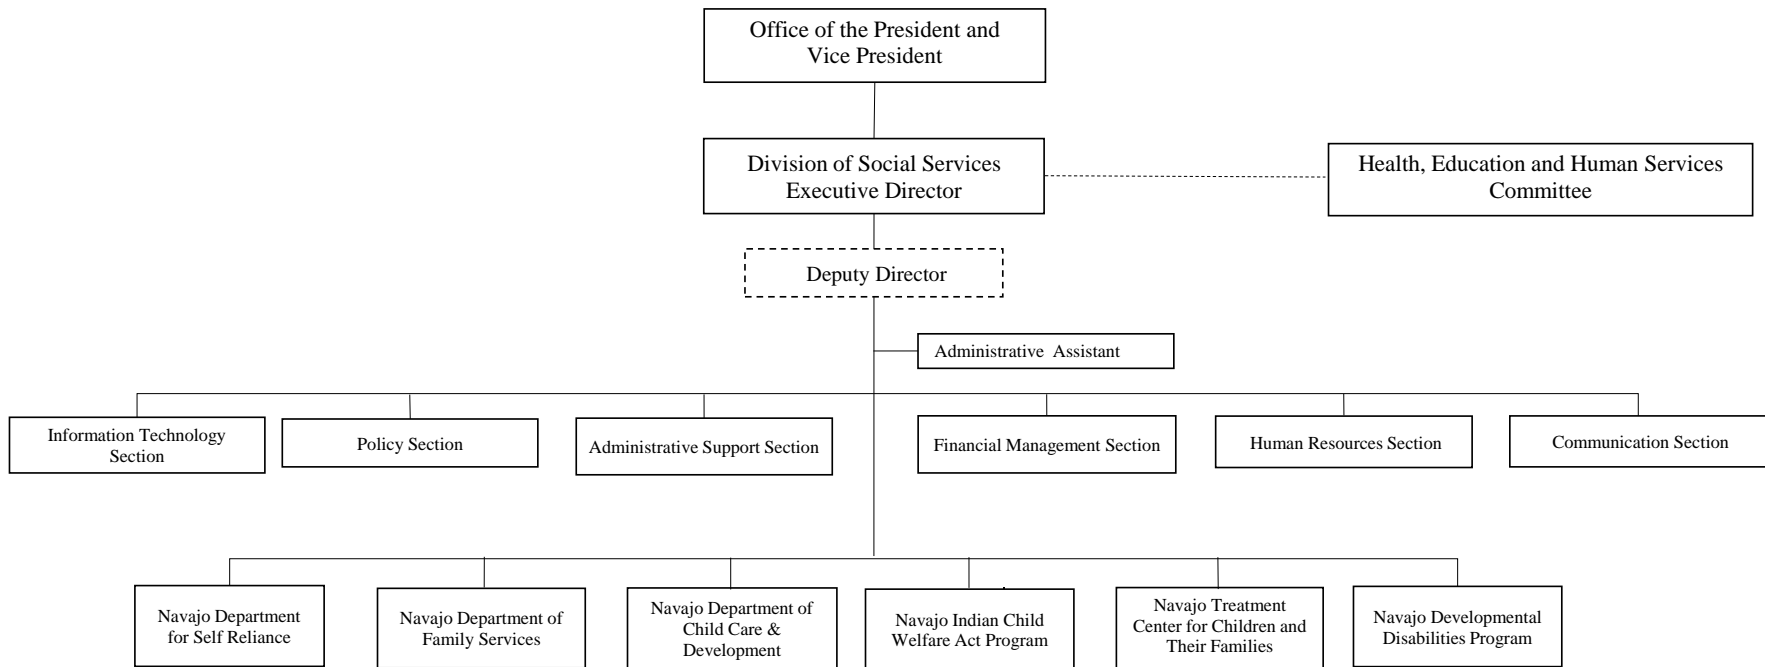 Office of the President and
Vice President
Division of Social Services
Executive Director
Health, Education and Human Services
Committee
Deputy Director
Administrative Assistant
Information Technology
Section
Policy Section
Administrative Support Section
Financial Management Section
Human Resources Section
Communication Section
Navajo Department
for Self Reliance
Navajo Department of
Family Services
Navajo Department of
Child Care &
Development
Navajo Indian Child
Welfare Act Program
Navajo Treatment
Center for Children and
Their Families
Navajo Developmental
Disabilities Program